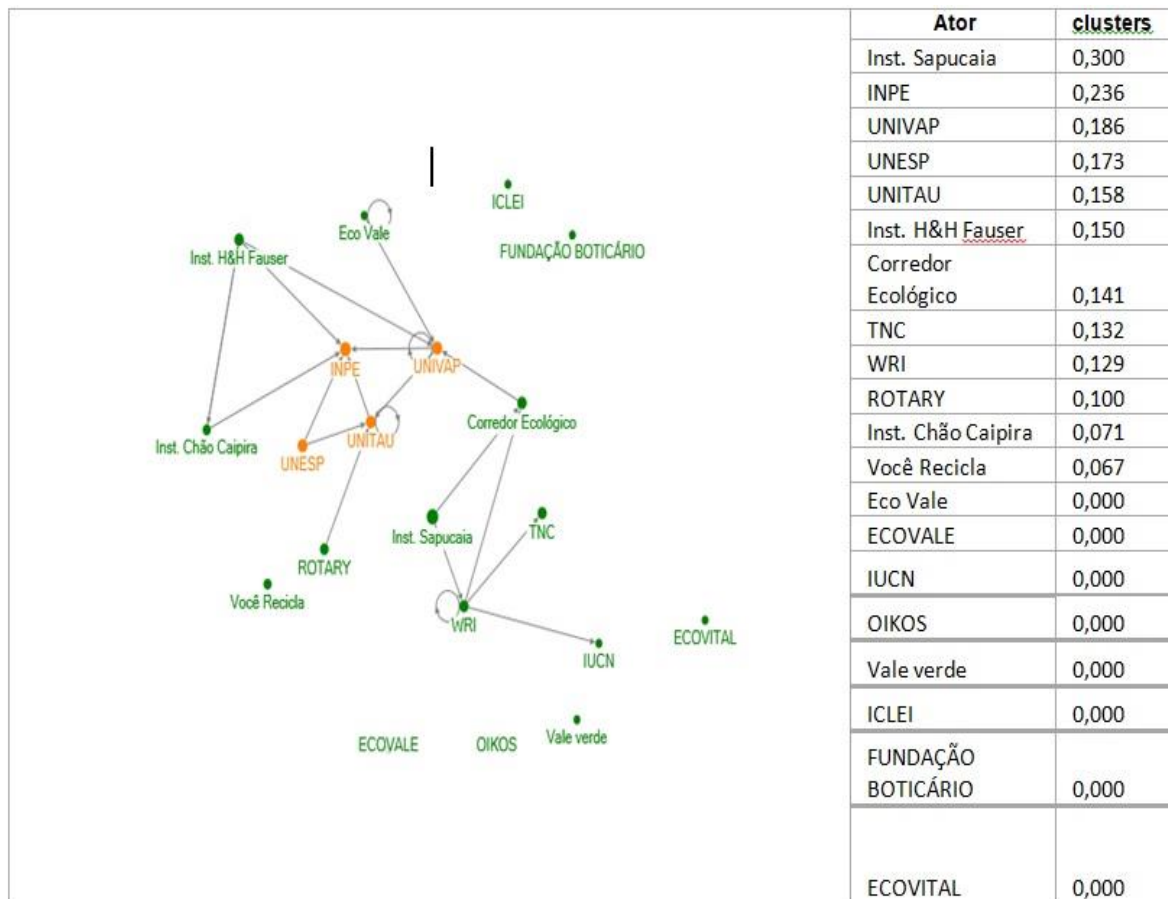 ICLEI
Eco Vale
FUNDAÇÃO BOTICÁRIO
Inst. H&H Fauser
INPE
UNIVAP
Corredor Ecológico
Inst. Chão Caipira
UNITAU
UNESP
Inst. Sapucaia
TNC
ROTARY
Você Recicla
WRI
ECOVITAL
IUCN
ECOVALE
OIKOS
Vale verde
Ator clusters
Inst. Sapucaia 0,300
INPE 0,236
UNIVAP 0,186
UNESP 0,173
UNITAU 0,158
Inst. H&H Fauser 0,150
Corredor
Ecológico 0,141
TNC 0,132
WRI 0,129
ROTARY 0,100
Inst. Chão Caipira 0,071
Você Recicla 0,067
Eco Vale 0,000
ECOVALE 0,000
IUCN 0,000
OIKOS 0,000
Vale verde 0,000
ICLEI 0,000
FUNDAÇÃO
BOTICÁRIO 0,000
ECOVITAL 0,000